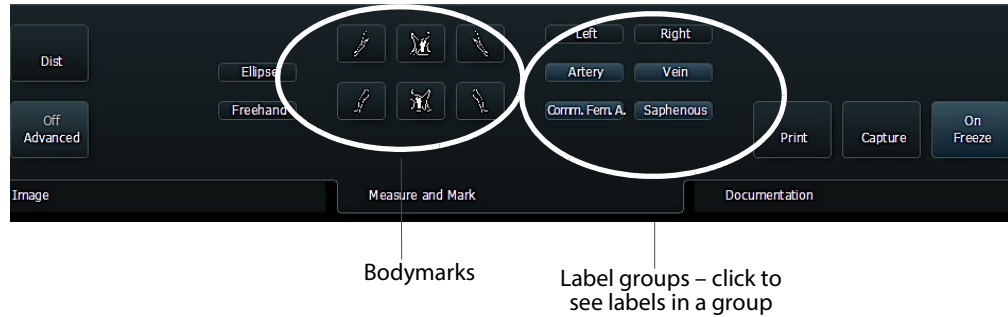 Dist
Ellipse
Freehand
Off
Advanced
Left
Right
Artery
Vein
Comm. Fem. A.
Saphenous
Print
Capture
On
Freeze
Image
Measure and Mark
Documentation
Bodymarks
Label groups – click to
see labels in a group